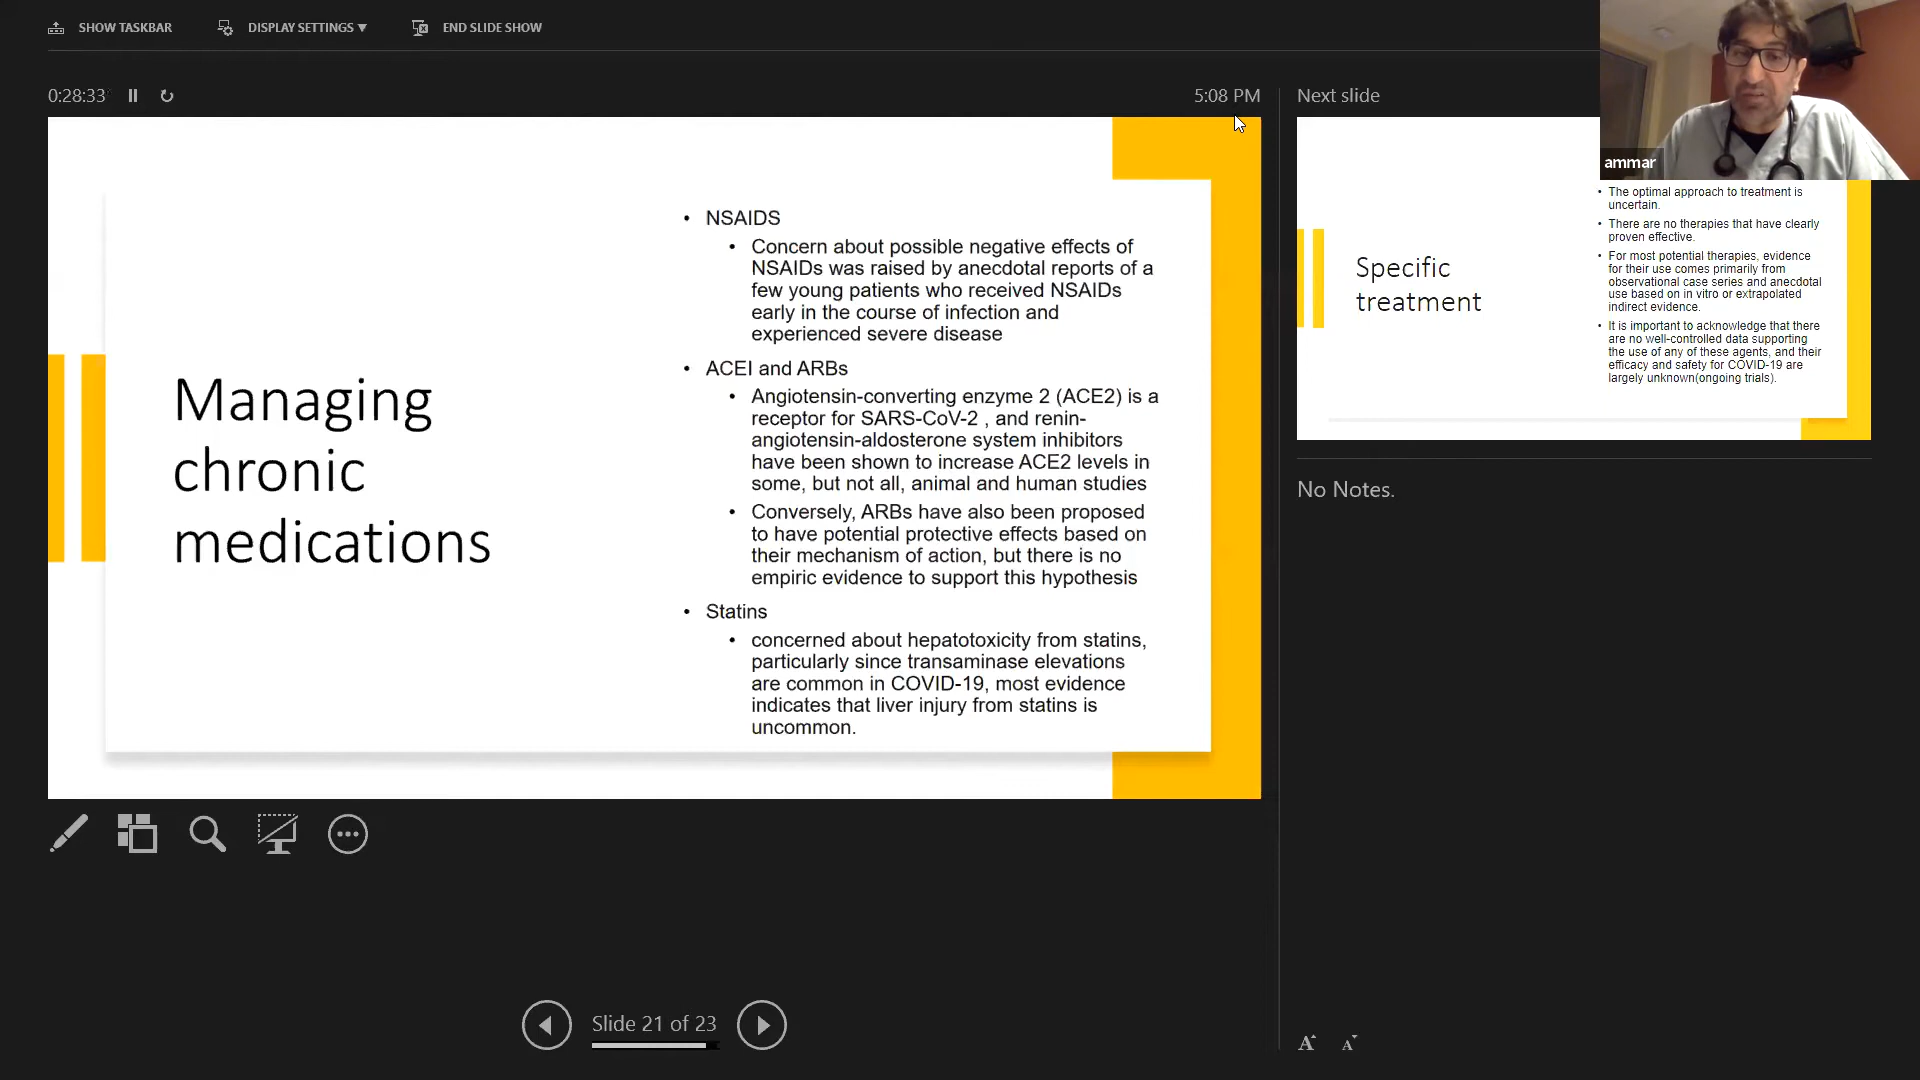 SHOW TASKBAR
DISPLAY SETTINGS ▼
END SLIDE SHOW
0:28:33
5:08 PM
Managing
chronic
medications
• NSAIDS
• Concern about possible negative effects of
NSAIDs was raised by anecdotal reports of a
few young patients who received NSAIDs
early in the course of infection and
experienced severe disease
• ACEI and ARBs
• Angiotensin-converting enzyme 2 (ACE2) is a
receptor for SARS-CoV-2 , and renin-
angiotensin-aldosterone system inhibitors
have been shown to increase ACE2 levels in
some, but not all, animal and human studies
• Conversely, ARBs have also been proposed
to have potential protective effects based on
their mechanism of action, but there is no
empiric evidence to support this hypothesis
• Statins
• concerned about hepatotoxicity from statins,
particularly since transaminase elevations
are common in COVID-19, most evidence
indicates that liver injury from statins is
uncommon.
Slide 21 of 23
Next slide
ammar
Specific
treatment
• The optimal approach to treatment is
uncertain.
• There are no therapies that have clearly
proven effective.
• For most potential therapies, evidence
for their use comes primarily from
observational case series and anecdotal
use based on in vitro or extrapolated
indirect evidence.
• It is important to acknowledge that there
are no well-controlled data supporting
the use of any of these agents, and their
efficacy and safety for COVID-19 are
largely unknown(ongoing trials).
No Notes.
A A